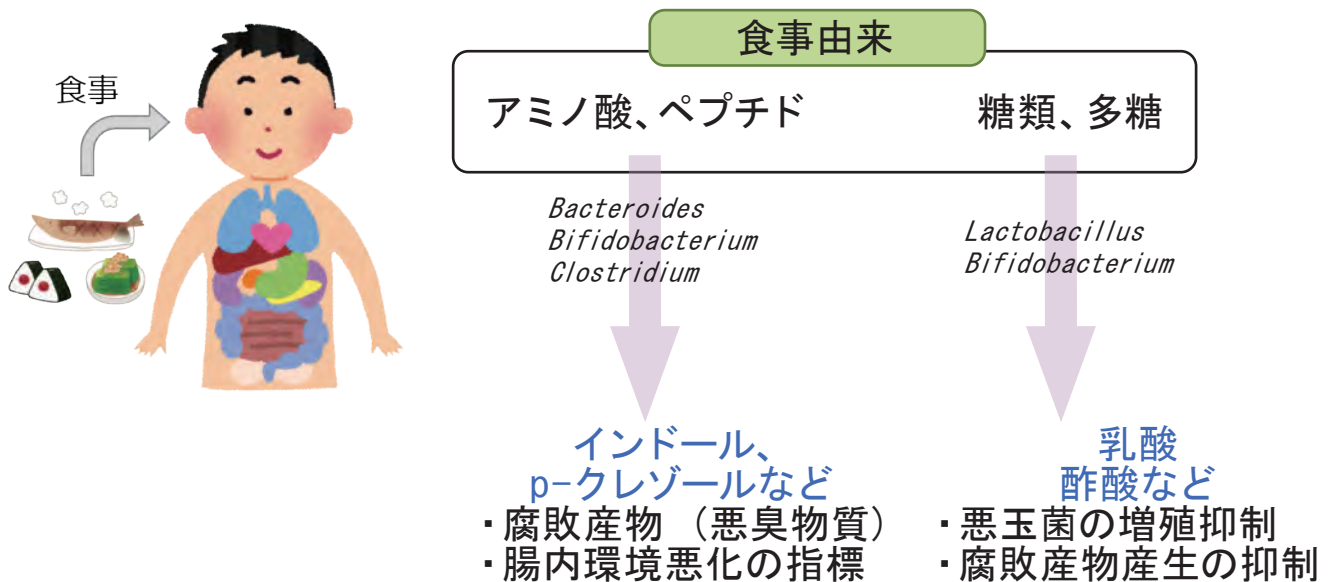 食事
食事由来
アミノ酸、ペプチド
糖類、多糖
Bacteroides
Bifidobacterium
Clostridium
Lactobacillus
Bifidobacterium
インドール、
p-クレゾールなど
・腐敗産物 （悪臭物質）
・腸内環境悪化の指標
乳酸
酢酸など
・悪玉菌の増殖抑制
・腐敗産物産生の抑制